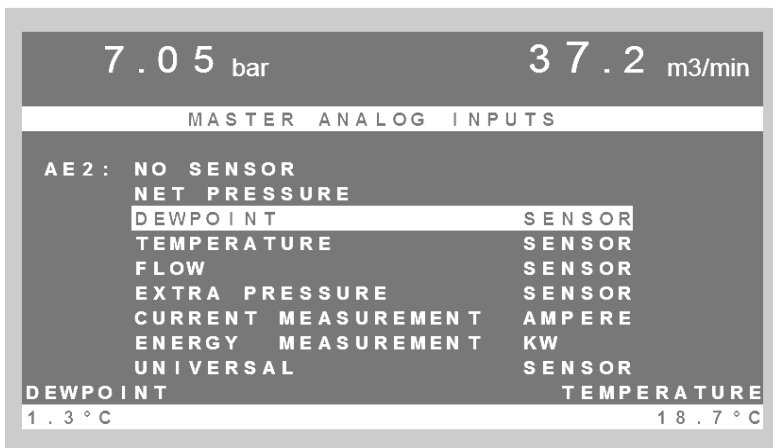 7.05 bar 37.2 m3/min
MASTER ANALOG INPUTS
AE2: NO SENSOR
NET PRESSURE
DEWPOINT SENSOR
TEMPERATURE SENSOR
FLOW SENSOR
EXTRA PRESSURE SENSOR
CURRENT MEASUREMENT AMPERE
ENERGY MEASUREMENT KW
UNIVERSAL SENSOR
DEWPOINT TEMPERATURE
1.3°C 18.7°C